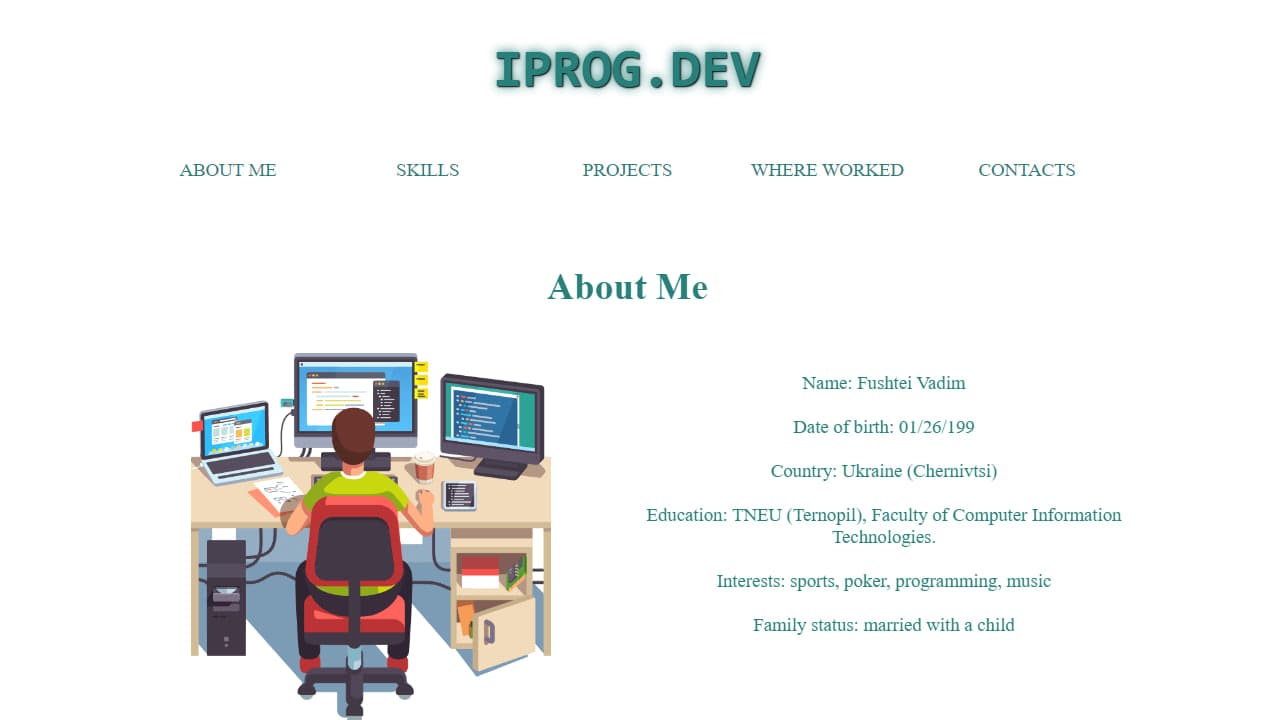 IPROG.DEV
ABOUT ME SKILLS PROJECTS WHERE WORKED CONTACTS
About Me
Name: Fushtei Vadim
Date of birth: 01/26/199
Country: Ukraine (Chernivtsi)
Education: TNEU (Ternopil), Faculty of Computer Information
Technologies.
Interests: sports, poker, programming, music
Family status: married with a child